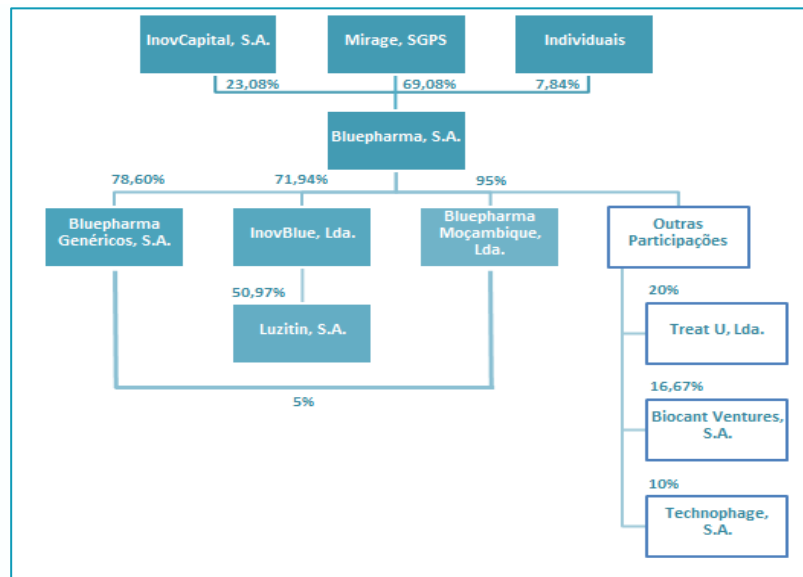 InovCapital, S.A.
Mirage, SGPS
Individuais
23,08%
69,08%
7,84%
Bluepharma, S.A.
78,60%
71,94%
95%
Bluepharma
Genéricos, S.A.
InovBlue, Lda.
Bluepharma
Moçambique,
Lda.
Outras
Participações
50,97%
Luzitin, S.A.
5%
20%
Treat U, Lda.
16,67%
Biocant Ventures,
S.A.
10%
Technophage,
S.A.